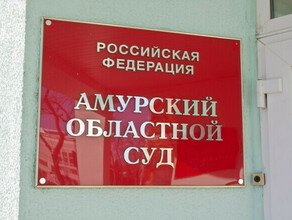 РОССИЙСКАЯ
ФЕДЕРАЦИЯ
АМУРСКИЙ
ОБЛАСТНОЙ
СУД